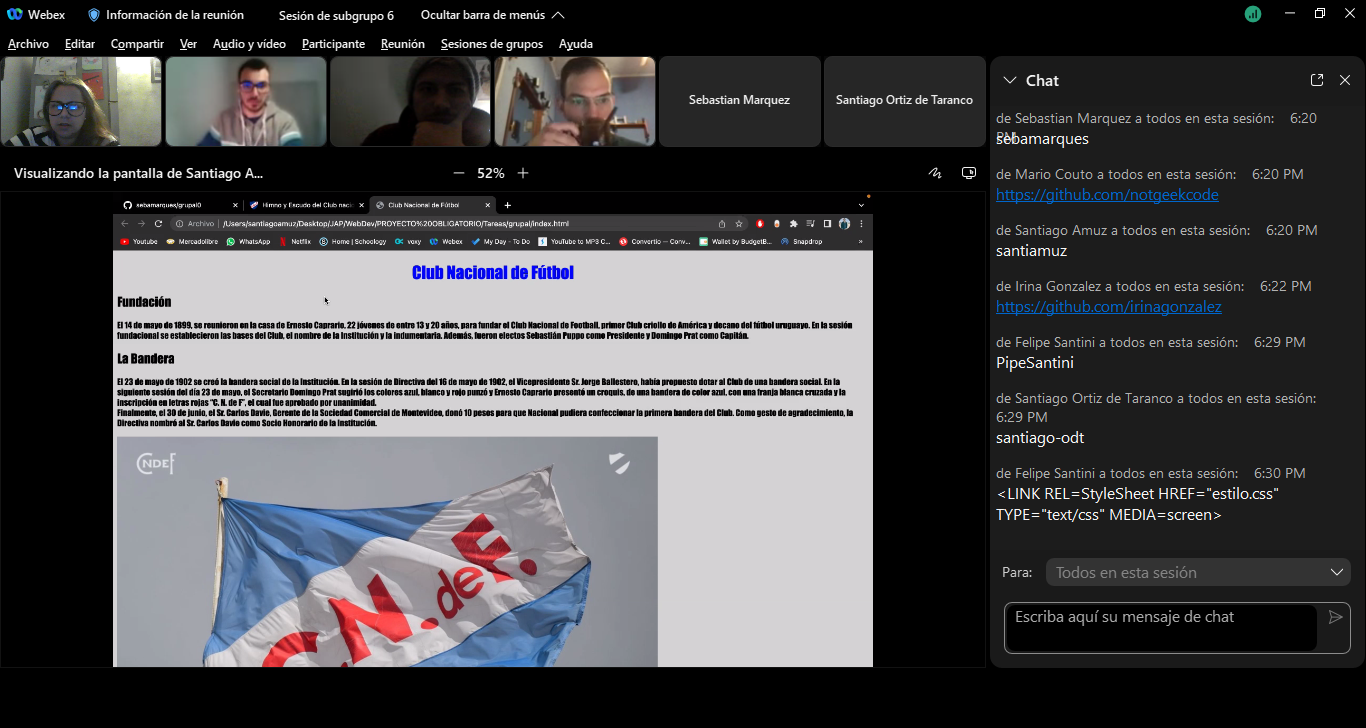 Webex
Información de la reunión
Sesión de subgrupo 6
Ocultar barra de menús
Archivo Editar Compartir Ver Audio y vídeo Participante Reunión Sesiones de grupos Ayuda
Sebastian Marquez
Santiago Ortiz de Taranco
Visualizando la pantalla de Santiago A...
52%
sebamarques/grupal0
Himno y Escudo del Club nacio
Club Nacional de Fútbol
Archivo
/Users/santiagoamuz/Desktop/JAP/WebDev/PROYECTO%20OBLIGATORIO/Tareas/grupal/index.html
Youtube Mercadolibre WhatsApp Netflix Home | Schoology voxy Webex My Day - To Do YouTube to MP3 C... Convertio — Conv... Wallet by BudgetB... Snapdrop
Club Nacional de Fútbol
Fundación
El 14 de mayo de 1899, se reunieron en la casa de Ernesto Caprario, 22 jóvenes de entre 13 y 20 años, para fundar el Club Nacional de Football, primer Club criollo de América y decano del fútbol uruguayo. En la sesión
fundacional se establecieron las bases del Club, el nombre de la Institución y la indumentaria. Además, fueron electos Sebastián Puppo como Presidente y Domingo Prat como Capitán.
La Bandera
El 23 de mayo de 1902 se creó la bandera social de la Institución. En la sesión de Directiva del 16 de mayo de 1902, el Vicepresidente Sr. Jorge Ballestero, había propuesto dotar al Club de una bandera social. En la
siguiente sesión del día 23 de mayo, el Secretario Domingo Prat sugirió los colores azul, blanco y rojo punzó y Ernesto Caprario presentó un croquis, de una bandera de color azul, con una franja blanca cruzada y la
inscripción en letras rojas "C. N. de F", el cual fue aprobado por unanimidad.
Finalmente, el 30 de junio, el Sr. Carlos Davie, Gerente de la Sociedad Comercial de Montevideo, donó 10 pesos para que Nacional pudiera confeccionar la primera bandera del Club. Como gesto de agradecimiento, la
Directiva nombró al Sr. Carlos Davie como Socio Honorario de la Institución.
CNDEF
C.N. de F.
Chat
de Sebastian Marquez a todos en esta sesión: 6:20 PM
sebamarques
de Mario Couto a todos en esta sesión: 6:20 PM
https://github.com/notgeekcode
de Santiago Amuz a todos en esta sesión: 6:20 PM
santiamuz
de Irina Gonzalez a todos en esta sesión: 6:22 PM
https://github.com/irinagonzalez
de Felipe Santini a todos en esta sesión: 6:29 PM
PipeSantini
de Santiago Ortiz de Taranco a todos en esta sesión:
6:29 PM
santiago-odt
de Felipe Santini a todos en esta sesión: 6:30 PM
<LINK REL=StyleSheet HREF="estilo.css"
TYPE="text/css" MEDIA=screen>
Para: Todos en esta sesión
Escriba aquí su mensaje de chat